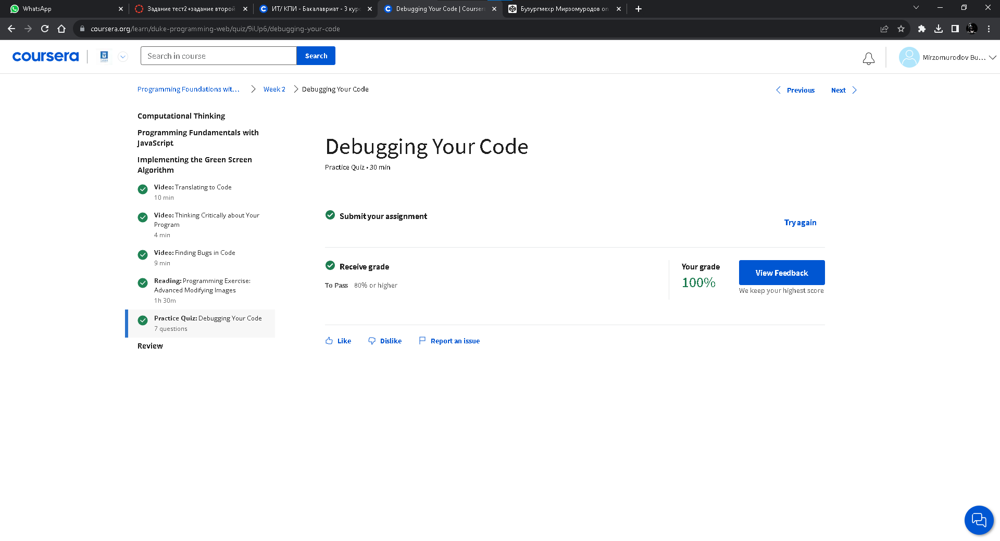 WhatsApp
Задание тест2+задание второй
ИТ/ КПИ - Бакалавриат - 3 курс
Debugging Your Code | Coursera
Бузургмехр Мирзомуродов on
coursera.org/learn/duke-programming-web/quiz/9iUp6/debugging-your-code
coursera
Search in course
Search
Mirzomurodov Bu...
Programming Foundations wit...
Week 2
Debugging Your Code
Previous
Next
Computational Thinking
Programming Fundamentals with
JavaScript
Implementing the Green Screen
Algorithm
Video: Translating to Code
10 min
Video: Thinking Critically about Your
Program
4 min
Video: Finding Bugs in Code
9 min
Reading: Programming Exercise:
Advanced Modifying Images
1h 30m
Practice Quiz: Debugging Your Code
7 questions
Review
Debugging Your Code
Practice Quiz • 30 min
Submit your assignment
Try again
Receive grade
To Pass 80% or higher
Your grade
100%
View Feedback
We keep your highest score
Like
Dislike
Report an issue